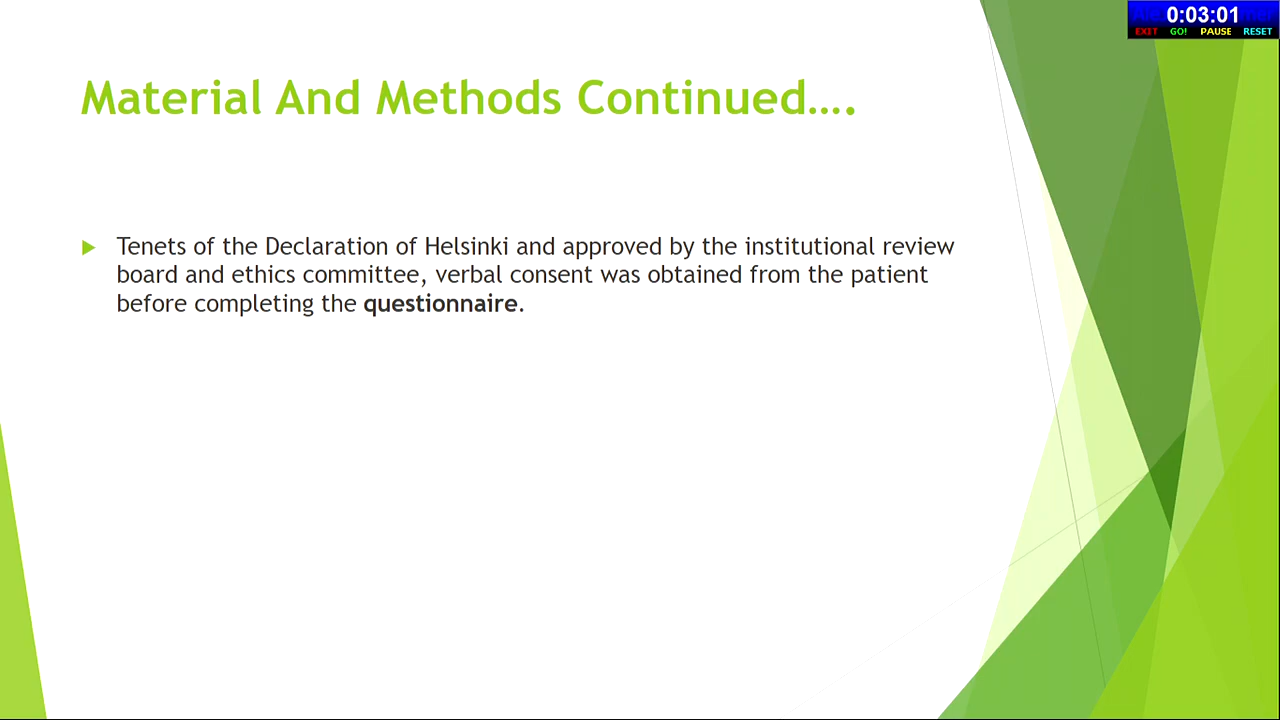 0:03:01
EXIT GO! PAUSE RESET
Material And Methods Continued....
Tenets of the Declaration of Helsinki and approved by the institutional review
board and ethics committee, verbal consent was obtained from the patient
before completing the questionnaire.